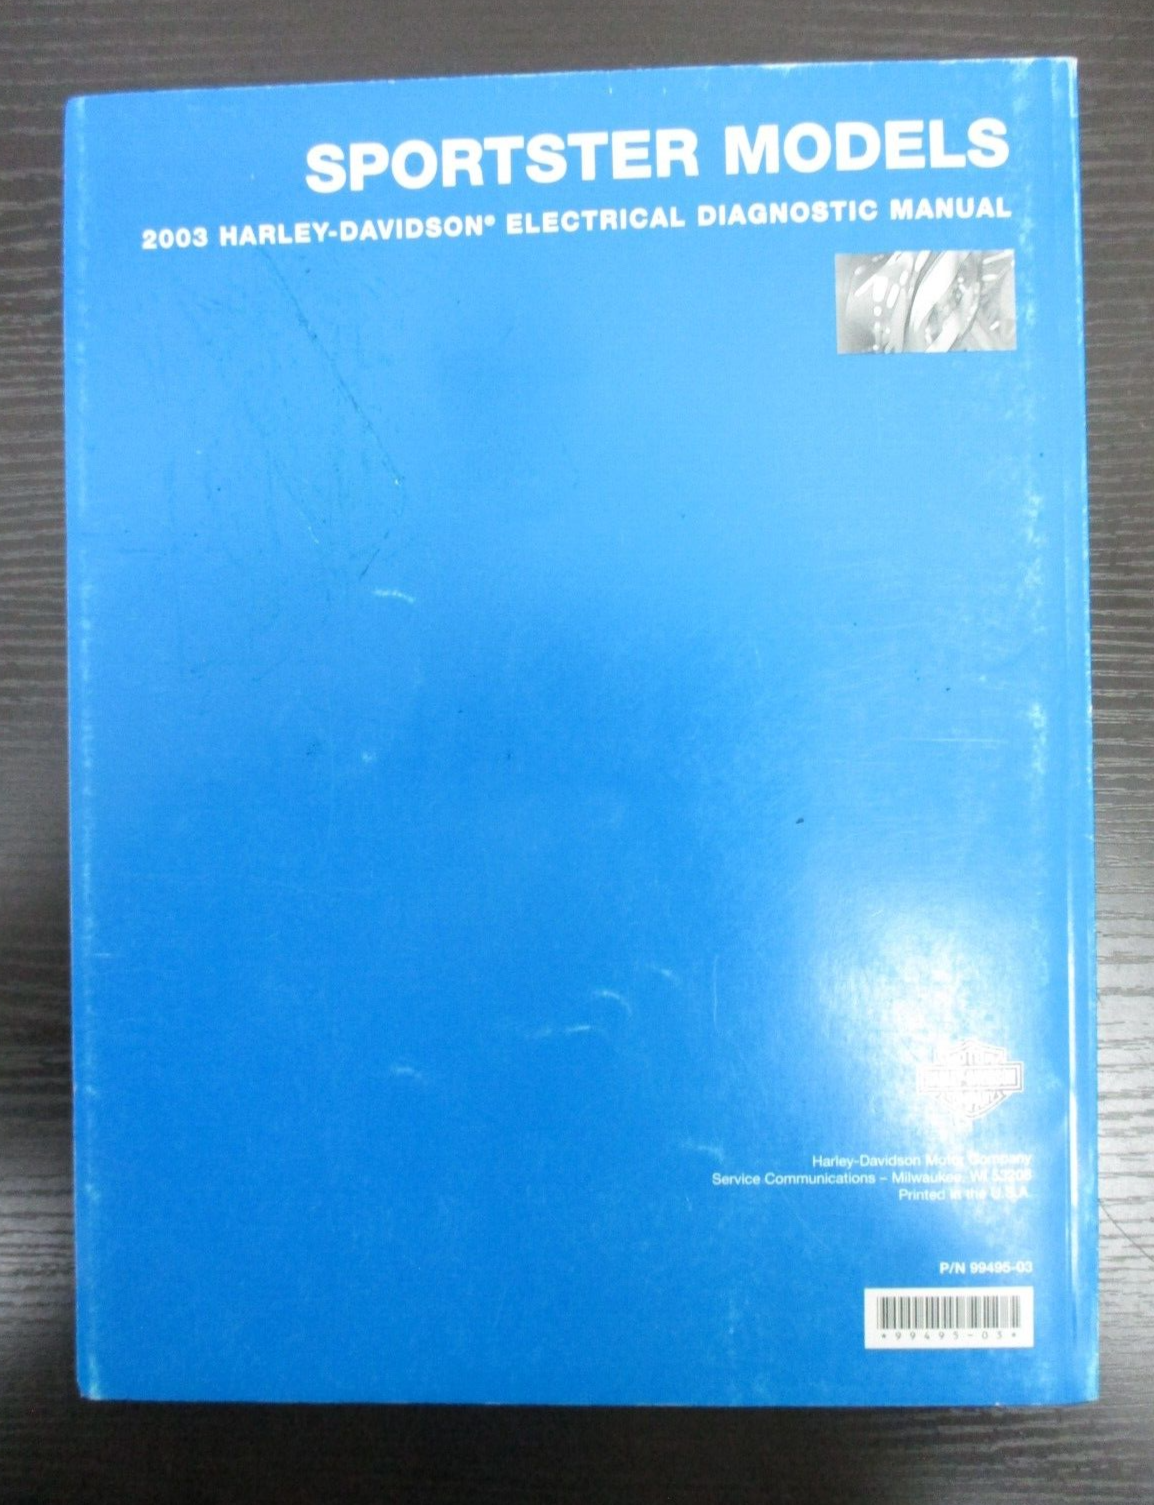 SPORTSTER MODELS
2003 HARLEY-DAVIDSON® ELECTRICAL DIAGNOSTIC MANUAL
Harley-Davidson Motor Company
Service Communications – Milwaukee, WI 53208
Printed in the U.S.A.
P/N 99495-03
*99495-03*